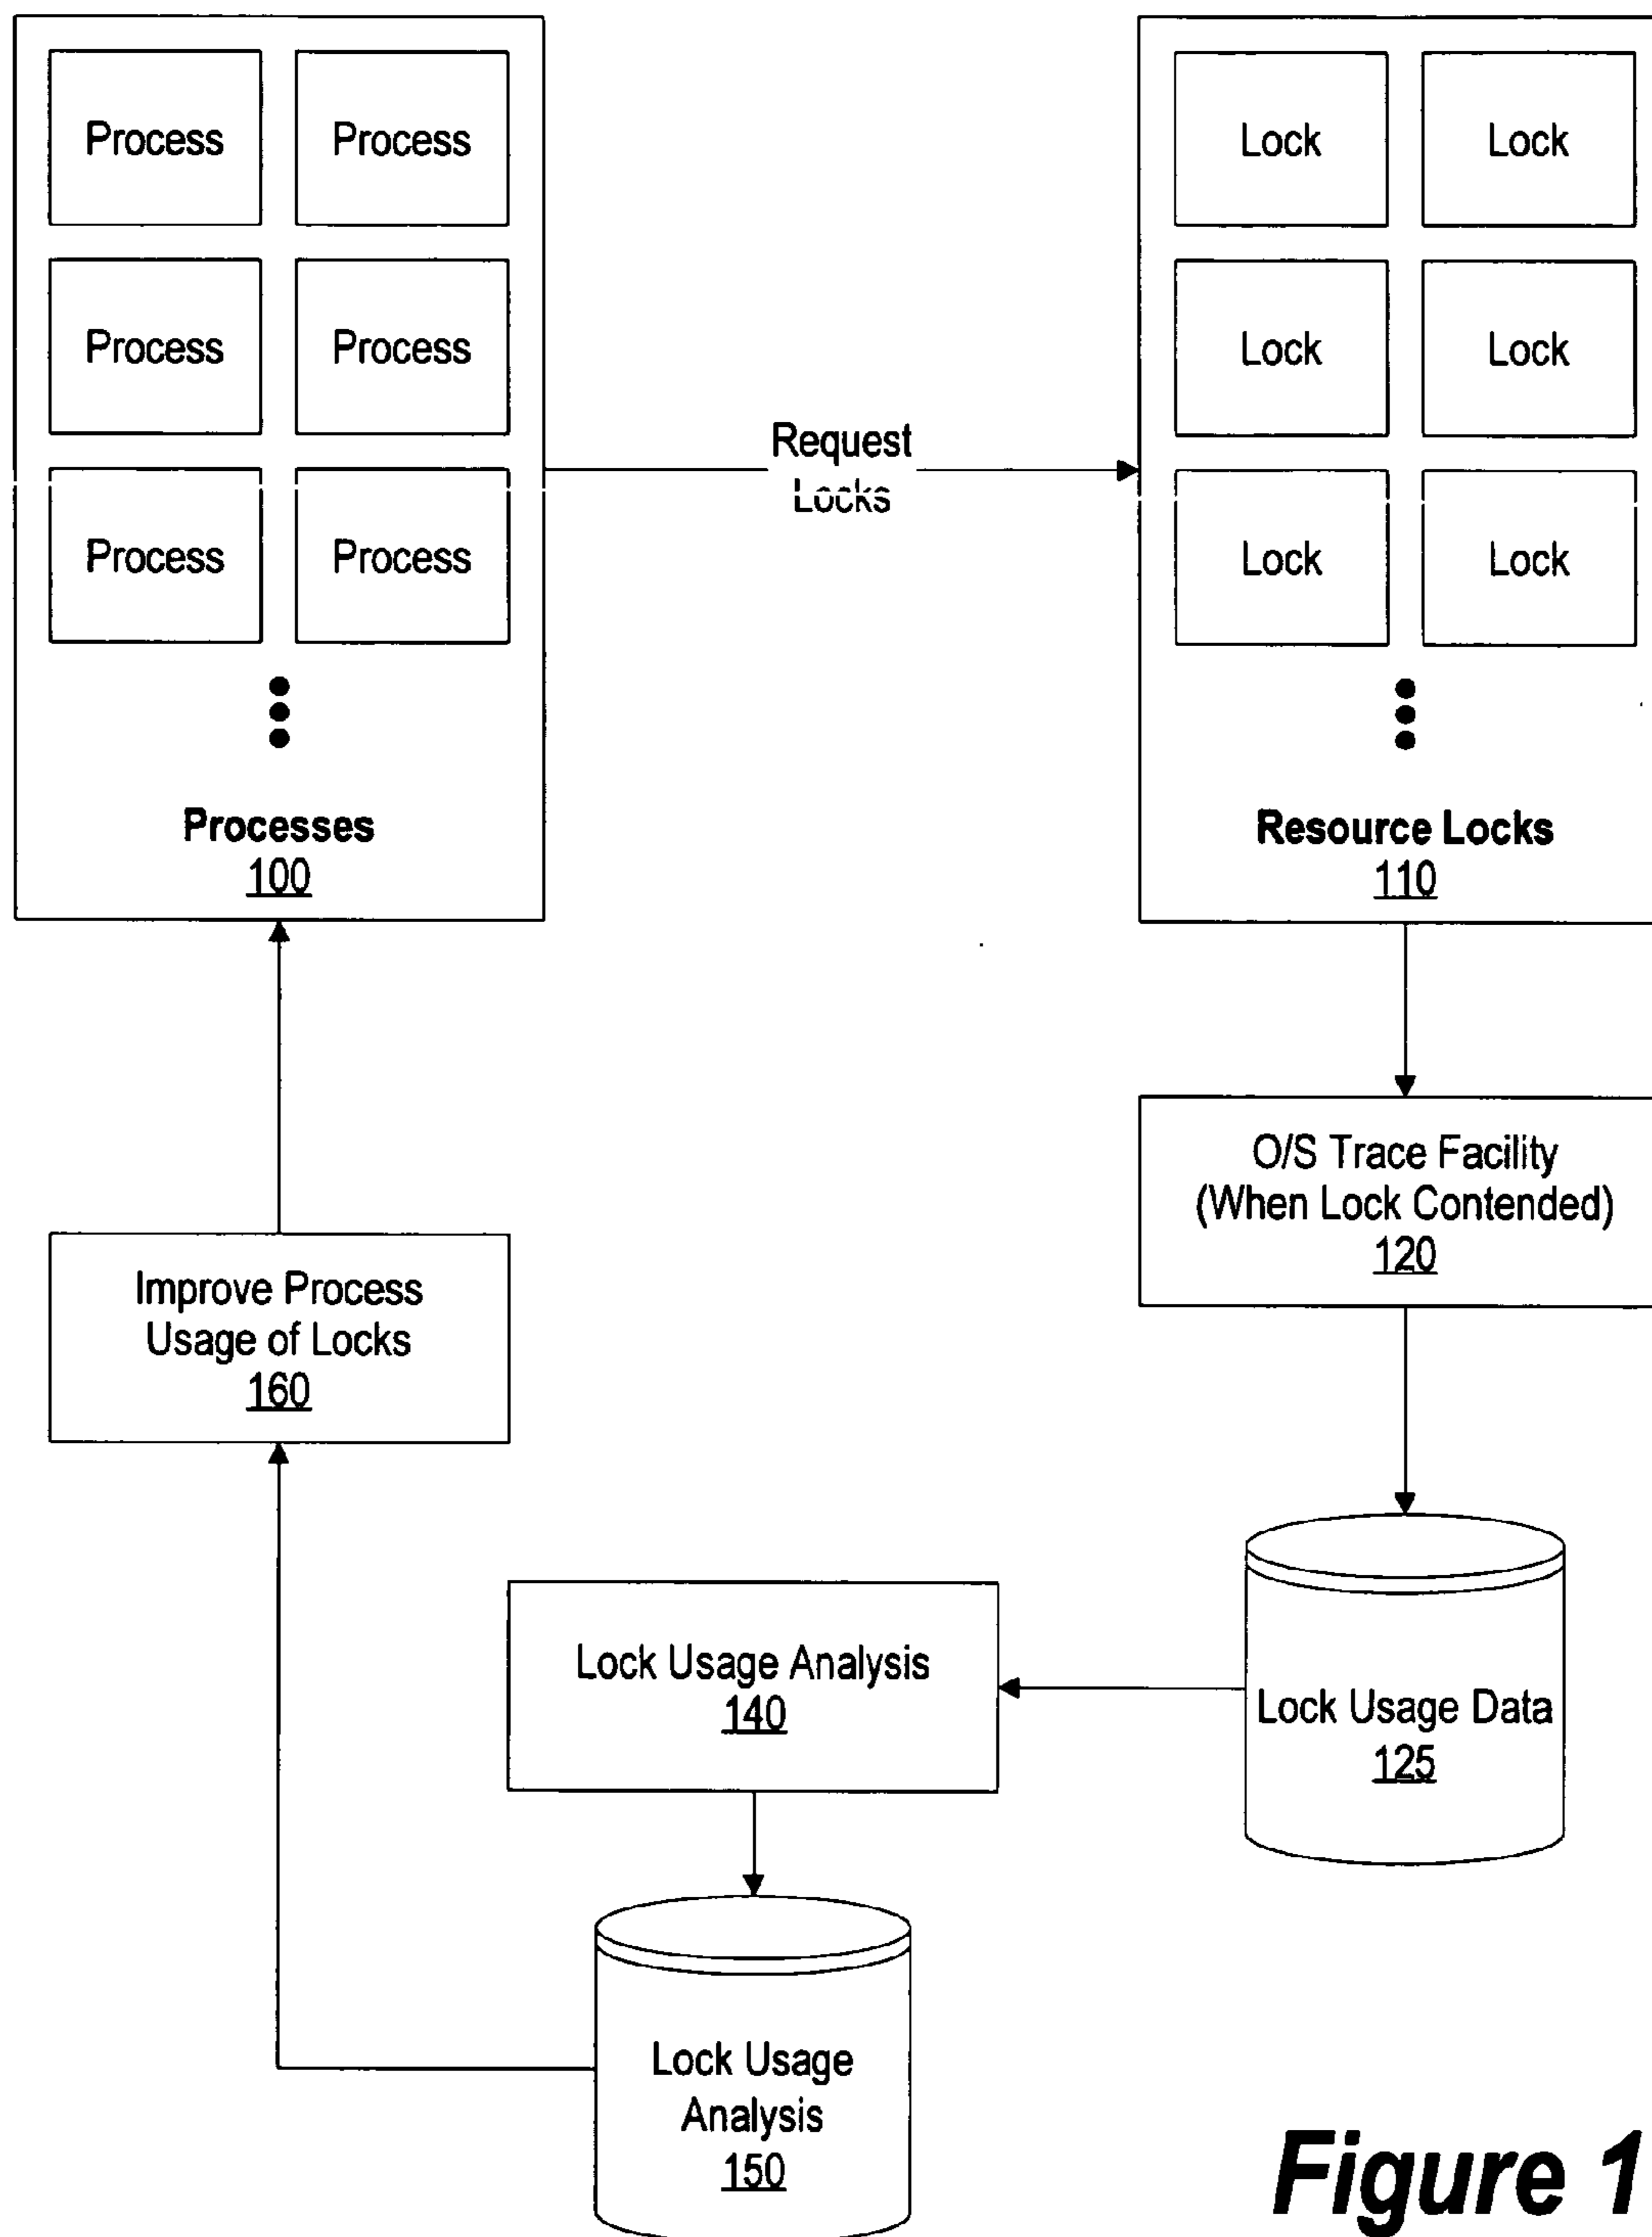 Process Process
Process Process
Process Process
Processes
100
Request
Locks
Lock Lock
Lock Lock
Lock Lock
Resource Locks
110
O/S Trace Facility
(When Lock Contended)
120
Improve Process
Usage of Locks
160
Lock Usage Data
125
Lock Usage Analysis
140
Lock Usage
Analysis
150
Figure 1